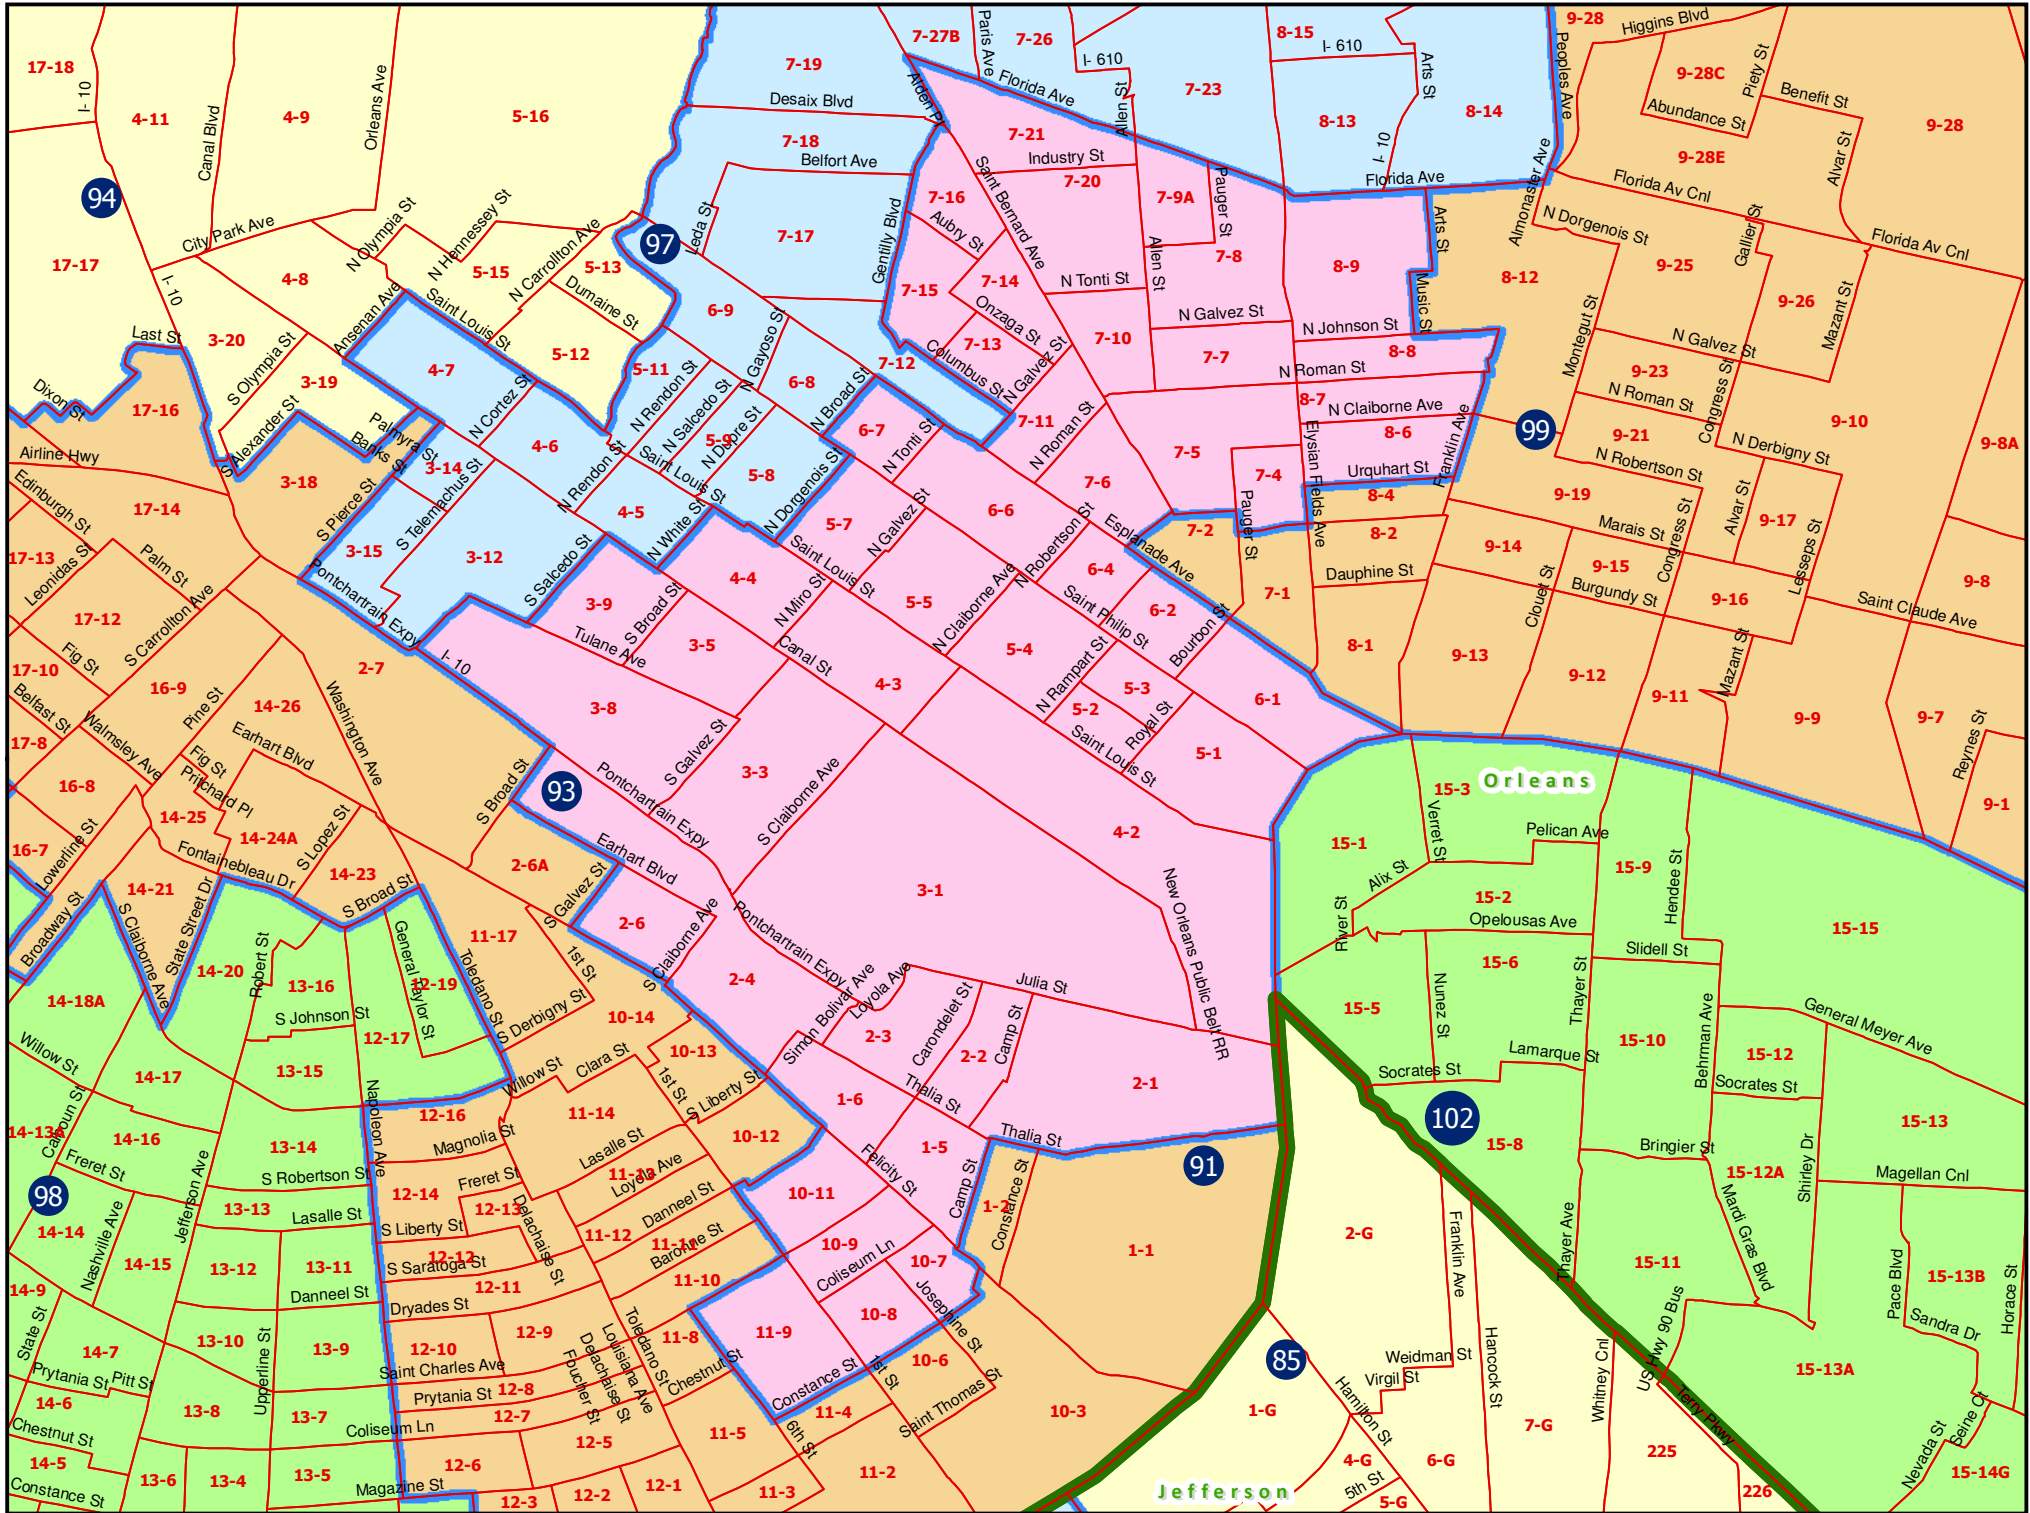 17-18
I- 10
4-11
Canal Blvd
4-9
Orleans Ave
5-16
7-19
7-27B
Paris Ave
7-26
I- 610
8-15
I- 610
Arts St
Peoples Ave
9-28
Higgins Blvd
9-28C
Piety St
Benefit St
Abundance St
9-28
Desaix Blvd
Alden Pl
Florida Ave
Allen St
7-23
8-13
8-14
I- 10
Alvar St
9-28E
7-18
Belfort Ave
7-21
Industry St
7-20
Florida Ave
Almonaster Ave
Florida Av Cnl
94
City Park Ave
N Olympia St
N Hennessey St
N Carrollton Ave
97
Leda St
7-17
Gentilly Blvd
7-16
Aubry St
Saint Bernard Ave
7-9A
Pauger St
7-8
8-9
Arts St
N Dorgenois St
Gallier St
Florida Av Cnl
17-17
I- 10
4-8
5-15
5-13
Dumaine St
6-9
7-15
7-14
N Tonti St
Allen St
8-12
9-25
9-26
Mazant St
Last St
3-20
Ansenan Ave
Saint Louis St
5-12
N Gayoso St
Onzaga St
7-13
Columbus St
N Galvez St
7-10
N Galvez St
N Johnson St
Music St
Montegut St
N Galvez St
Dixon St
17-16
S Olympia St
3-19
4-7
N Cortez St
5-11
N Rendon St
N Salcedo St
6-8
7-12
7-7
8-8
N Roman St
9-23
N Roman St
Congress St
9-10
Alexander St
Palmyra St
Banks St
5-9
N Dupre St
N Broad St
6-7
N Tonti St
7-11
N Roman St
7-5
8-7
N Claiborne Ave
8-6
Franklin Ave
99
9-21
N Derbigny St
9-8A
Airline Hwy
S
3-18
3-14
4-6
N Rendon St
Saint Louis St
5-8
N Dorgenois St
7-6
7-4
Elysian Fields Ave
Urquhart St
8-4
N Robertson St
9-19
Edinburgh St
17-14
S Pierce St
S Telemachus St
4-5
N White St
5-7
N Galvez St
6-6
N Robertson St
Esplanade Ave
7-2
Pauger St
8-2
Marais St
Congress St
Alvar St
9-17
Lesseps St
17-13
Leonidas St
Palm St
3-15
3-12
S Salcedo St
Saint Louis St
4-4
9-14
9-15
9-8
17-12
S Carrollton Ave
Pontchartrain Expy
3-9
S Broad St
N Miro St
5-5
N Claiborne Ave
6-4
6-2
7-1
Dauphine St
Clouet St
Burgundy St
9-16
Saint Claude Ave
17-10
Fig St
2-7
I- 10
Tulane Ave
3-5
Canal St
5-4
Saint Philip St
Bourbon St
8-1
9-13
9-12
9-11
Mazant St
Belfast St
16-9
Pine St
Washington Ave
4-3
N Rampart St
5-3
5-2
Royal St
6-1
9-9
9-7
17-8
Walmsley Ave
14-26
Earhart Blvd
3-8
S Galvez St
Saint Louis St
5-1
Reynes St
16-8
Fig St
Pritchard Pl
S Broad St
93
Pontchartrain Expy
3-3
S Claiborne Ave
15-3
Orleans
9-1
16-7
Lowerline St
14-25
14-24A
S Lopez St
Earhart Blvd
4-2
15-1
Verret St
Pelican Ave
15-9
Hendee St
Fontainebleau Dr
14-23
2-6A
Alix St
14-21
State Street Dr
S Broad St
S Galvez St
3-1
New Orleans Public Belt RR
15-2
Opelousas Ave
Broadway St
S Claiborne Ave
General Taylor St
11-17
2-6
S Claiborne Ave
Pontchartrain Expy
River St
Slidell St
15-15
14-18A
14-20
Robert St
13-16
12-19
Toledano St
1st St
2-4
Simon Bolivar Ave
Loyola Ave
Julia St
15-6
Nunez St
Thayer St
S Johnson St
12-17
S Derbigny St
10-14
2-3
Carondelet St
Camp St
15-5
15-10
Behrman Ave
General Meyer Ave
Willow St
14-17
13-15
Willow St
Clara St
10-13
2-2
2-1
Lamarque St
15-12
Calhoun St
Napoleon Ave
12-16
1st St
S Liberty St
1-6
Thalia St
Socrates St
Socrates St
14-13A
14-16
13-14
Magnolia St
11-14
10-12
Thalia St
102
15-8
15-13
Freret St
Jefferson Ave
S Robertson St
12-14
Freret St
Lasalle St
11-13
Loyola Ave
1-5
Felicity St
Camp St
91
Bringier St
15-12A
Shirley Dr
Magellan Cnl
98
14-14
Nashville Ave
13-13
Lasalle St
12-13
S Liberty St
Delachaise St
11-12
Danneel St
10-11
1-2
Constance St
2-G
Franklin Ave
Thayer Ave
Mardi Gras Blvd
14-15
13-12
13-11
12-12
S Saratoga St
11-11
Baronne St
10-9
Coliseum Ln
10-7
1-1
15-11
Pace Blvd
15-13B
Horace St
14-9
Danneel St
12-11
11-10
State St
14-7
13-10
Upperline St
13-9
Dryades St
12-10
12-9
Louisiana Ave
Toledano St
11-8
11-9
10-8
Josephine St
85
Hancock St
US Hwy 90 Bus
Sandra Dr
Prytania St
Pitt St
Saint Charles Ave
Foucher St
Delachaise St
Chestnut St
Constance St
1st St
10-6
Weidman St
Virgil St
Whitney Cnl
Terry Pkwy
15-13A
14-6
13-8
13-7
Prytania St
12-8
12-7
Coliseum Ln
11-4
Saint Thomas St
10-3
1-G
Hamilton St
7-G
Seine Ct
Chestnut St
14-5
12-5
11-5
6th St
225
Nevada St
Constance St
13-6
13-4
13-5
12-6
Magazine St
12-3
12-2
12-1
11-3
11-2
Jefferson
4-G
5th St
5-G
6-G
226
15-14G